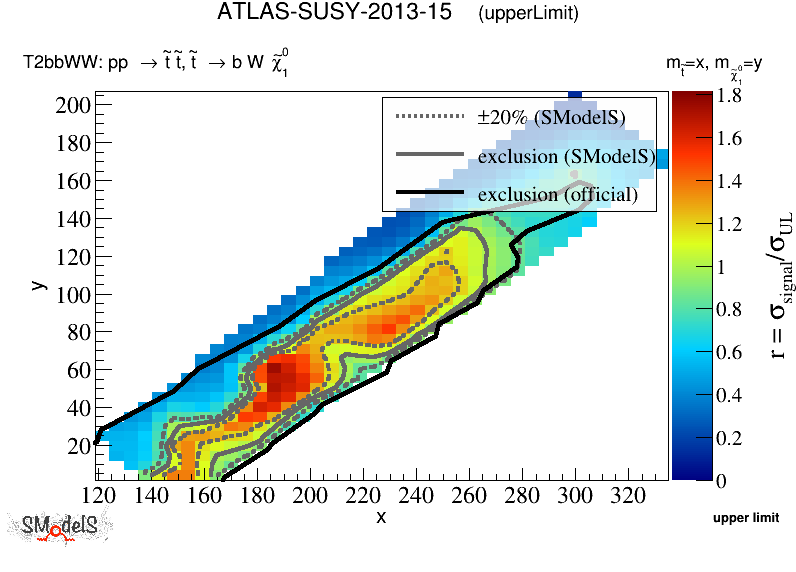 ATLAS-SUSY-2013-15 (upperLimit)
T2bbWW: pp → t̃ t̃, t̃ → b W χ̃₁⁰
m_t̃=x, m_χ̃₁⁰=y
±20% (SModelS)
exclusion (SModelS)
exclusion (official)
200
180
160
140
120
100
80
60
40
20
y
120 140 160 180 200 220 240 260 280 300 320
x
1.8
1.6
1.4
1.2
1
0.8
0.6
0.4
0.2
0
r = σ_signal/σ_UL
SModelS
upper limit